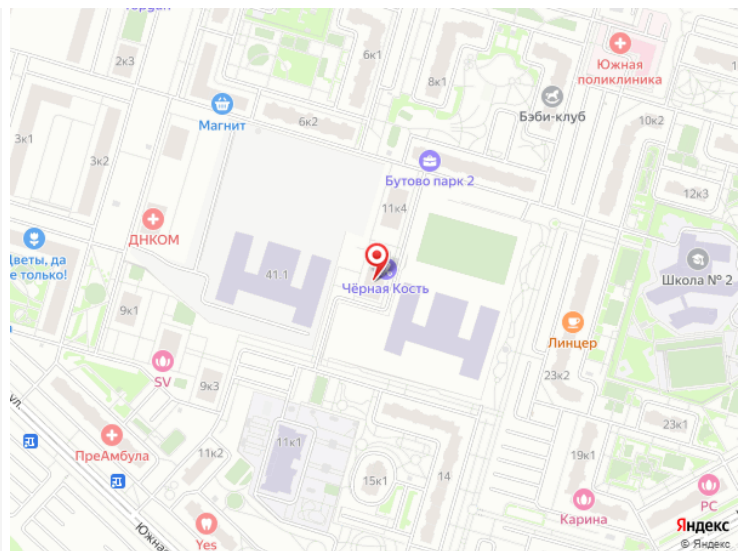 2к3
6к1
Южная
поликлиника
8к1
Бэби-клуб
Магнит
6к2
10к2
3к1
3к2
Бутово парк 2
12к3
11к4
ДНКОМ
Цветы, да
41.1
Школа № 2
Чёрная Кость
9к1
Линцер
SV
9к3
23к2
ул.
23к1
ПреАмбула
11к2
11к1
19к1
15к1
14
Карина
РС
Южная
Yes
Яндекс
© Яндекс